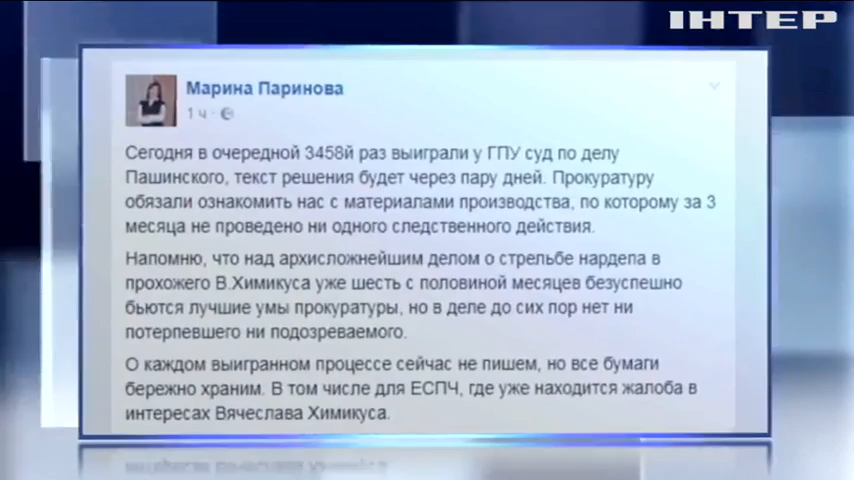 ІНТЕР
Марина Паринова
1 ч ·
Сегодня в очередной 3458й раз выиграли у ГПУ суд по делу
Пашинского, текст решения будет через пару дней. Прокуратуру
обязали ознакомить нас с материалами производства, по которому за 3
месяца не проведено ни одного следственного действия.
Напомню, что над архисложнейшим делом о стрельбе нардепа в
прохожего В.Химикуса уже шесть с половиной месяцев безуспешно
бьются лучшие умы прокуратуры, но в деле до сих пор нет ни
потерпевшего ни подозреваемого.
О каждом выигранном процессе сейчас не пишем, но все бумаги
бережно храним. В том числе для ЕСПЧ, где уже находится жалоба в
интересах Вячеслава Химикуса.